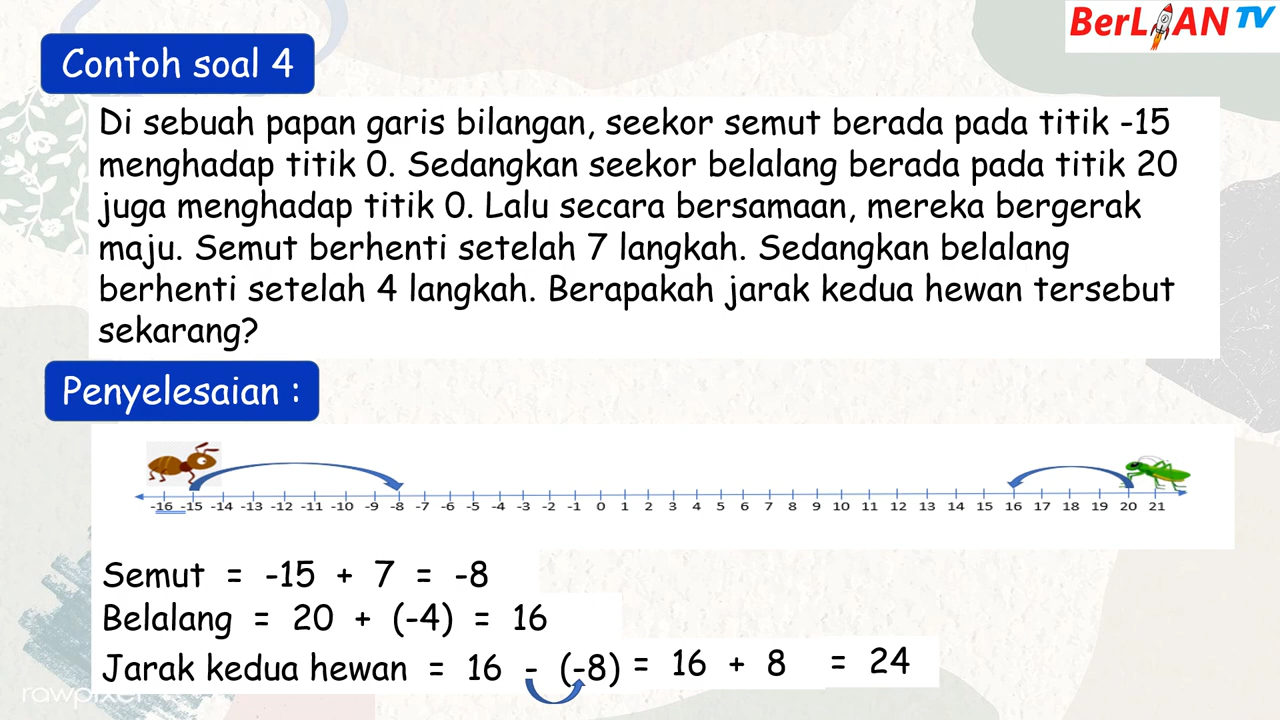 BerLIAN TV
Contoh soal 4
Di sebuah papan garis bilangan, seekor semut berada pada titik -15
menghadap titik 0. Sedangkan seekor belalang berada pada titik 20
juga menghadap titik 0. Lalu secara bersamaan, mereka bergerak
maju. Semut berhenti setelah 7 langkah. Sedangkan belalang
berhenti setelah 4 langkah. Berapakah jarak kedua hewan tersebut
sekarang?
Penyelesaian :
-16 -15 -14 -13 -12 -11 -10 -9 -8 -7 -6 -5 -4 -3 -2 -1 0 1 2 3 4 5 6 7 8 9 10 11 12 13 14 15 16 17 18 19 20 21
Semut = -15 + 7 = -8
Belalang = 20 + (-4) = 16
Jarak kedua hewan = 16 - (-8) = 16 + 8 = 24
rawpixel